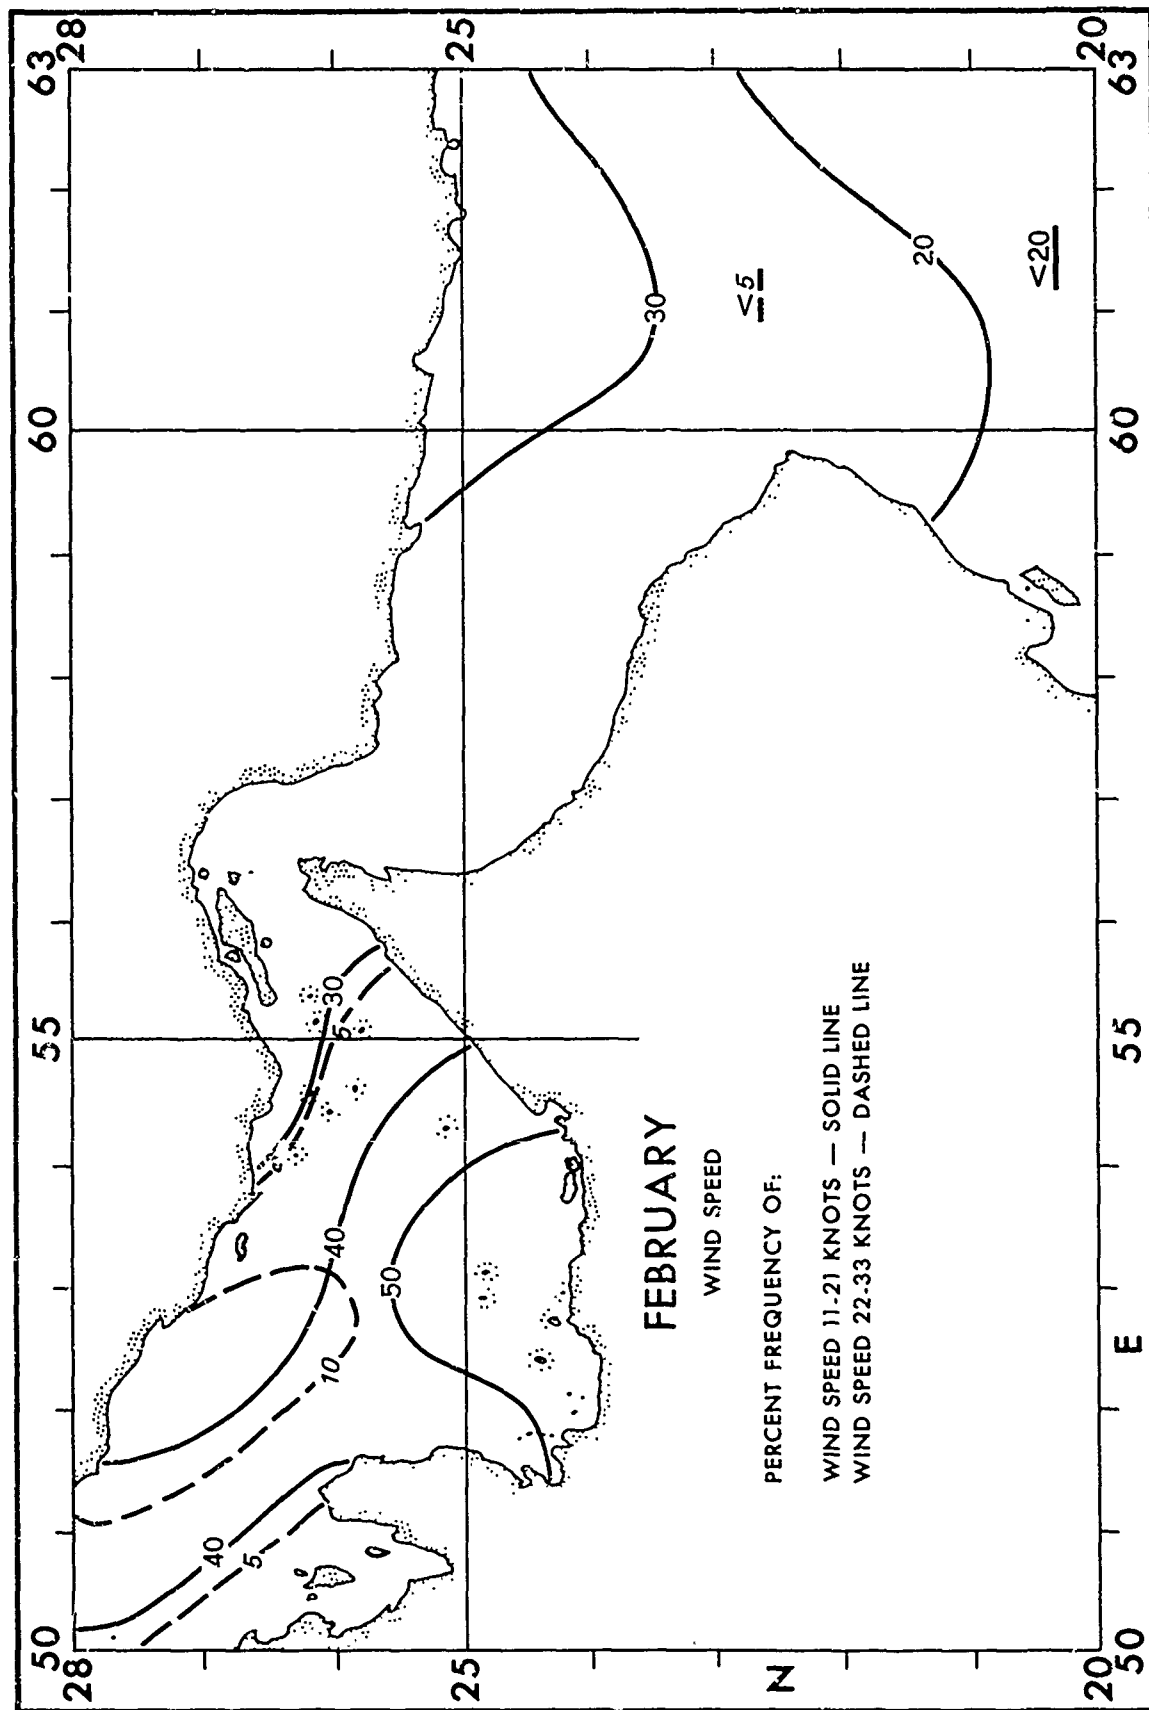 50 55 60 63
28 28
40
5
10
40
5
30
50
25 25
30
FEBRUARY
WIND SPEED
<5
N
PERCENT FREQUENCY OF:
WIND SPEED 11-21 KNOTS — SOLID LINE
WIND SPEED 22-33 KNOTS — DASHED LINE
20
<20
20 20
50 E 55 60 63